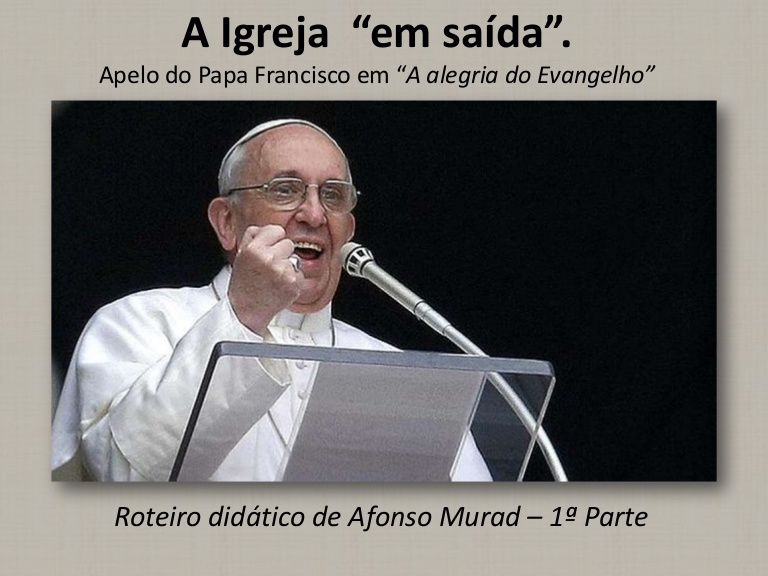 A Igreja “em saída”.
Apelo do Papa Francisco em “A alegria do Evangelho”
Roteiro didático de Afonso Murad – 1ª Parte